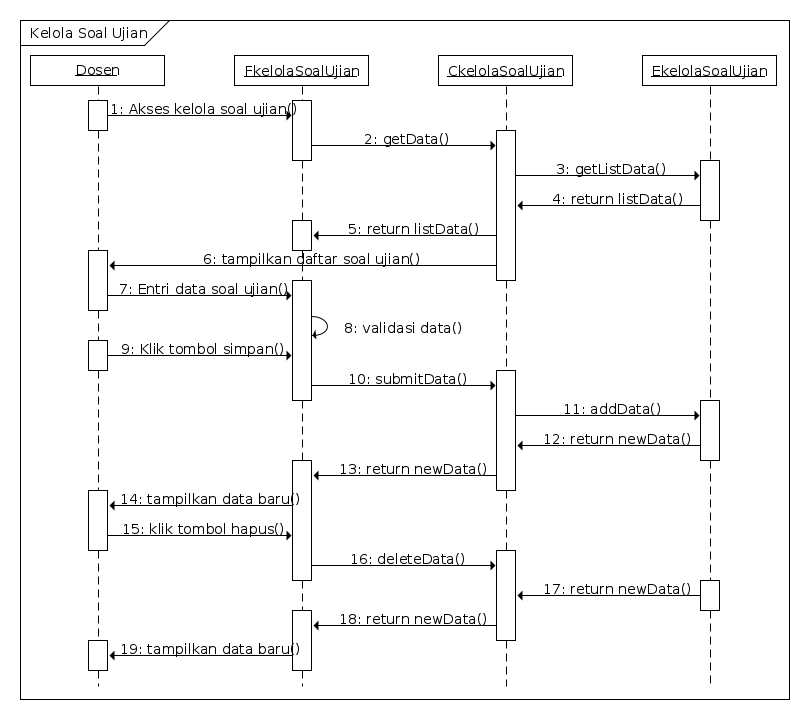 Kelola Soal Ujian
Dosen
FkelolaSoalUjian
CkelolaSoalUjian
EkelolaSoalUjian
1: Akses kelola soal ujian()
2: getData()
3: getListData()
4: return listData()
5: return listData()
6: tampilkan daftar soal ujian()
7: Entri data soal ujian()
8: validasi data()
9: Klik tombol simpan()
10: submitData()
11: addData()
12: return newData()
13: return newData()
14: tampilkan data baru()
15: klik tombol hapus()
16: deleteData()
17: return newData()
18: return newData()
19: tampilkan data baru()